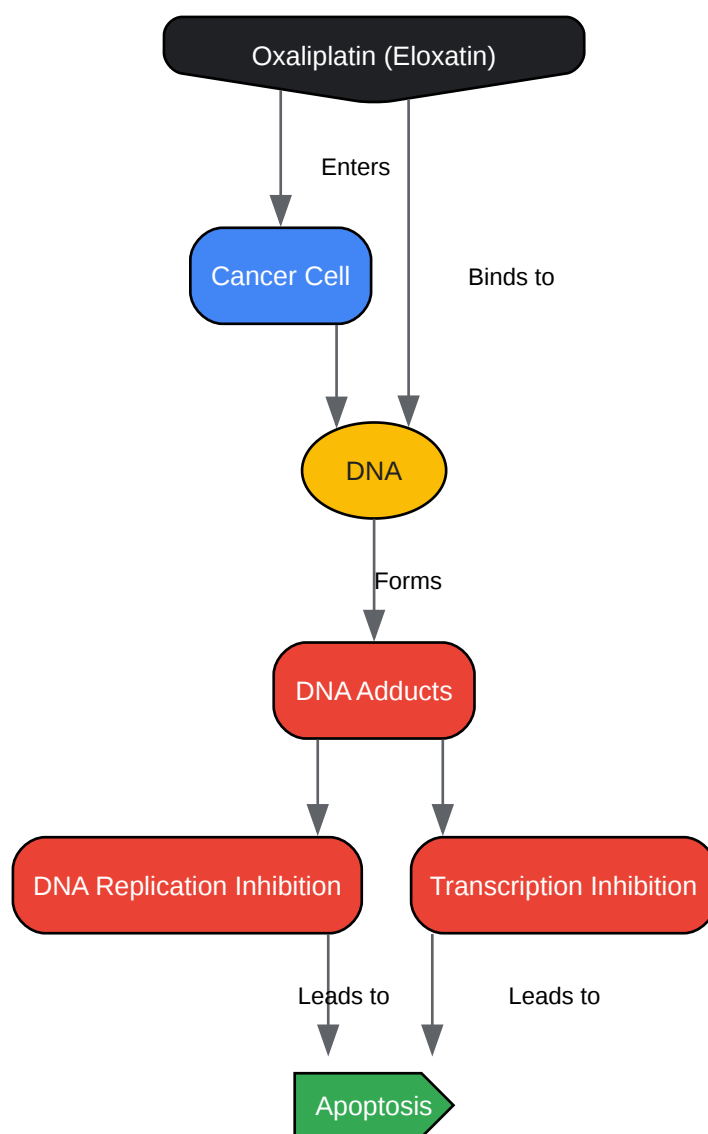 Oxaliplatin (Eloxatin)
Enters
Cancer Cell
Binds to
DNA
Forms
DNA Adducts
DNA Replication Inhibition
Transcription Inhibition
Leads to
Leads to
Apoptosis